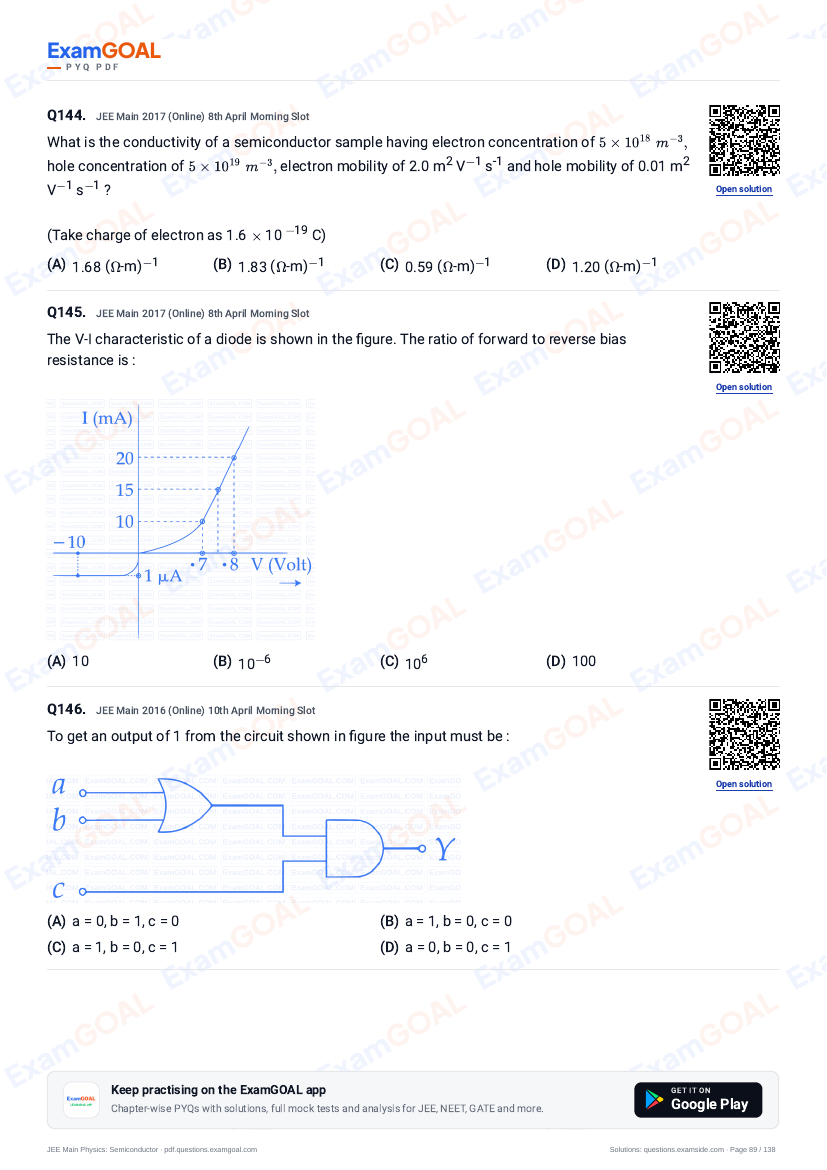 ExamGOAL
PYQ PDF
Q144. JEE Main 2017 (Online) 8th April Morning Slot
What is the conductivity of a semiconductor sample having electron concentration of 5 × 10¹⁸ m⁻³,
hole concentration of 5 × 10¹⁹ m⁻³, electron mobility of 2.0 m² V⁻¹ s⁻¹ and hole mobility of 0.01 m²
V⁻¹ s⁻¹ ?
Open solution
(Take charge of electron as 1.6 × 10 ⁻¹⁹ C)
(A) 1.68 (Ω-m)⁻¹ (B) 1.83 (Ω-m)⁻¹ (C) 0.59 (Ω-m)⁻¹ (D) 1.20 (Ω-m)⁻¹
Q145. JEE Main 2017 (Online) 8th April Morning Slot
The V-I characteristic of a diode is shown in the figure. The ratio of forward to reverse bias
resistance is :
Open solution
I (mA)
20
15
10
−10
·7 ·8 V (Volt)
1 μA
(A) 10 (B) 10⁻⁶ (C) 10⁶ (D) 100
Q146. JEE Main 2016 (Online) 10th April Morning Slot
To get an output of 1 from the circuit shown in figure the input must be :
Open solution
a
b
Y
c
(A) a = 0, b = 1, c = 0 (B) a = 1, b = 0, c = 0
(C) a = 1, b = 0, c = 1 (D) a = 0, b = 0, c = 1
Keep practising on the ExamGOAL app
Chapter-wise PYQs with solutions, full mock tests and analysis for JEE, NEET, GATE and more.
GET IT ON
Google Play
JEE Main Physics: Semiconductor · pdf.questions.examgoal.com Solutions: questions.examside.com · Page 89 / 138